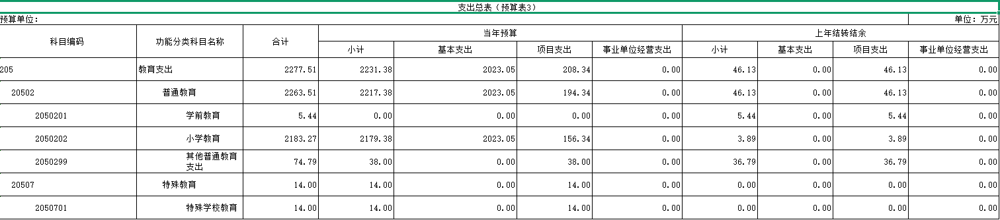 支出总表（预算表3）
预算单位： 单位：万元
科目编码 功能分类科目名称 合计 当年预算 上年结转结余
小计 基本支出 项目支出 事业单位经营支出 小计 基本支出 项目支出 事业单位经营支出
205 教育支出 2277.51 2231.38 2023.05 208.34 0.00 46.13 0.00 46.13 0.00
20502 普通教育 2263.51 2217.38 2023.05 194.34 0.00 46.13 0.00 46.13 0.00
2050201 学前教育 5.44 0.00 0.00 0.00 0.00 5.44 0.00 5.44 0.00
2050202 小学教育 2183.27 2179.38 2023.05 156.34 0.00 3.89 0.00 3.89 0.00
2050299 其他普通教育
支出 74.79 38.00 0.00 38.00 0.00 36.79 0.00 36.79 0.00
20507 特殊教育 14.00 14.00 0.00 14.00 0.00 0.00 0.00 0.00 0.00
2050701 特殊学校教育 14.00 14.00 0.00 14.00 0.00 0.00 0.00 0.00 0.00